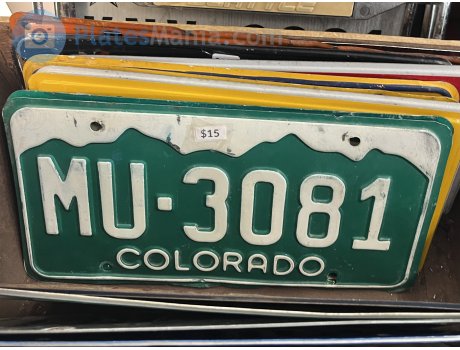 PlatesMania.com
$15
MU·3081
COLORADO